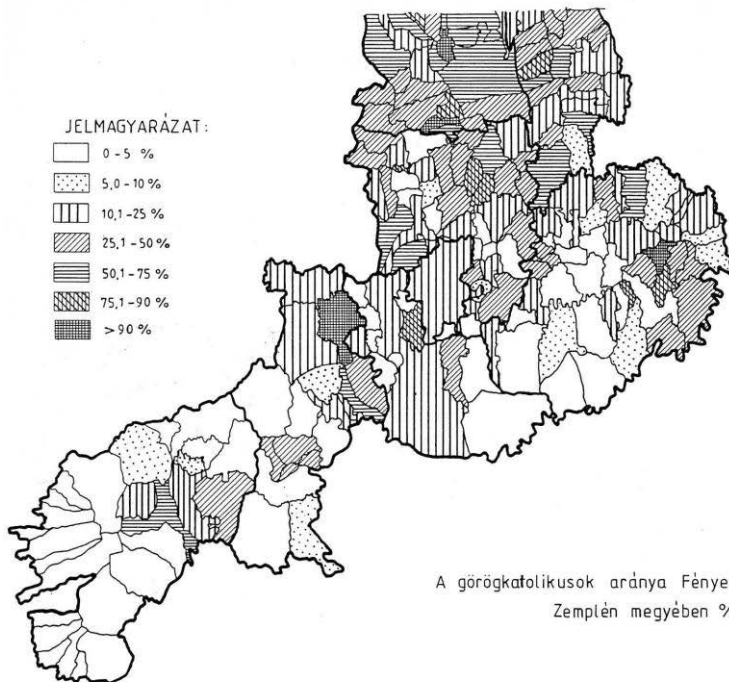 JELMAGYARÁZAT:
0-5 %
5,0-10 %
10,1-25 %
25,1-50 %
50,1-75 %
75,1-90 %
>90 %
A görögkatolikusok aránya Fénye
Zemplén megyében %